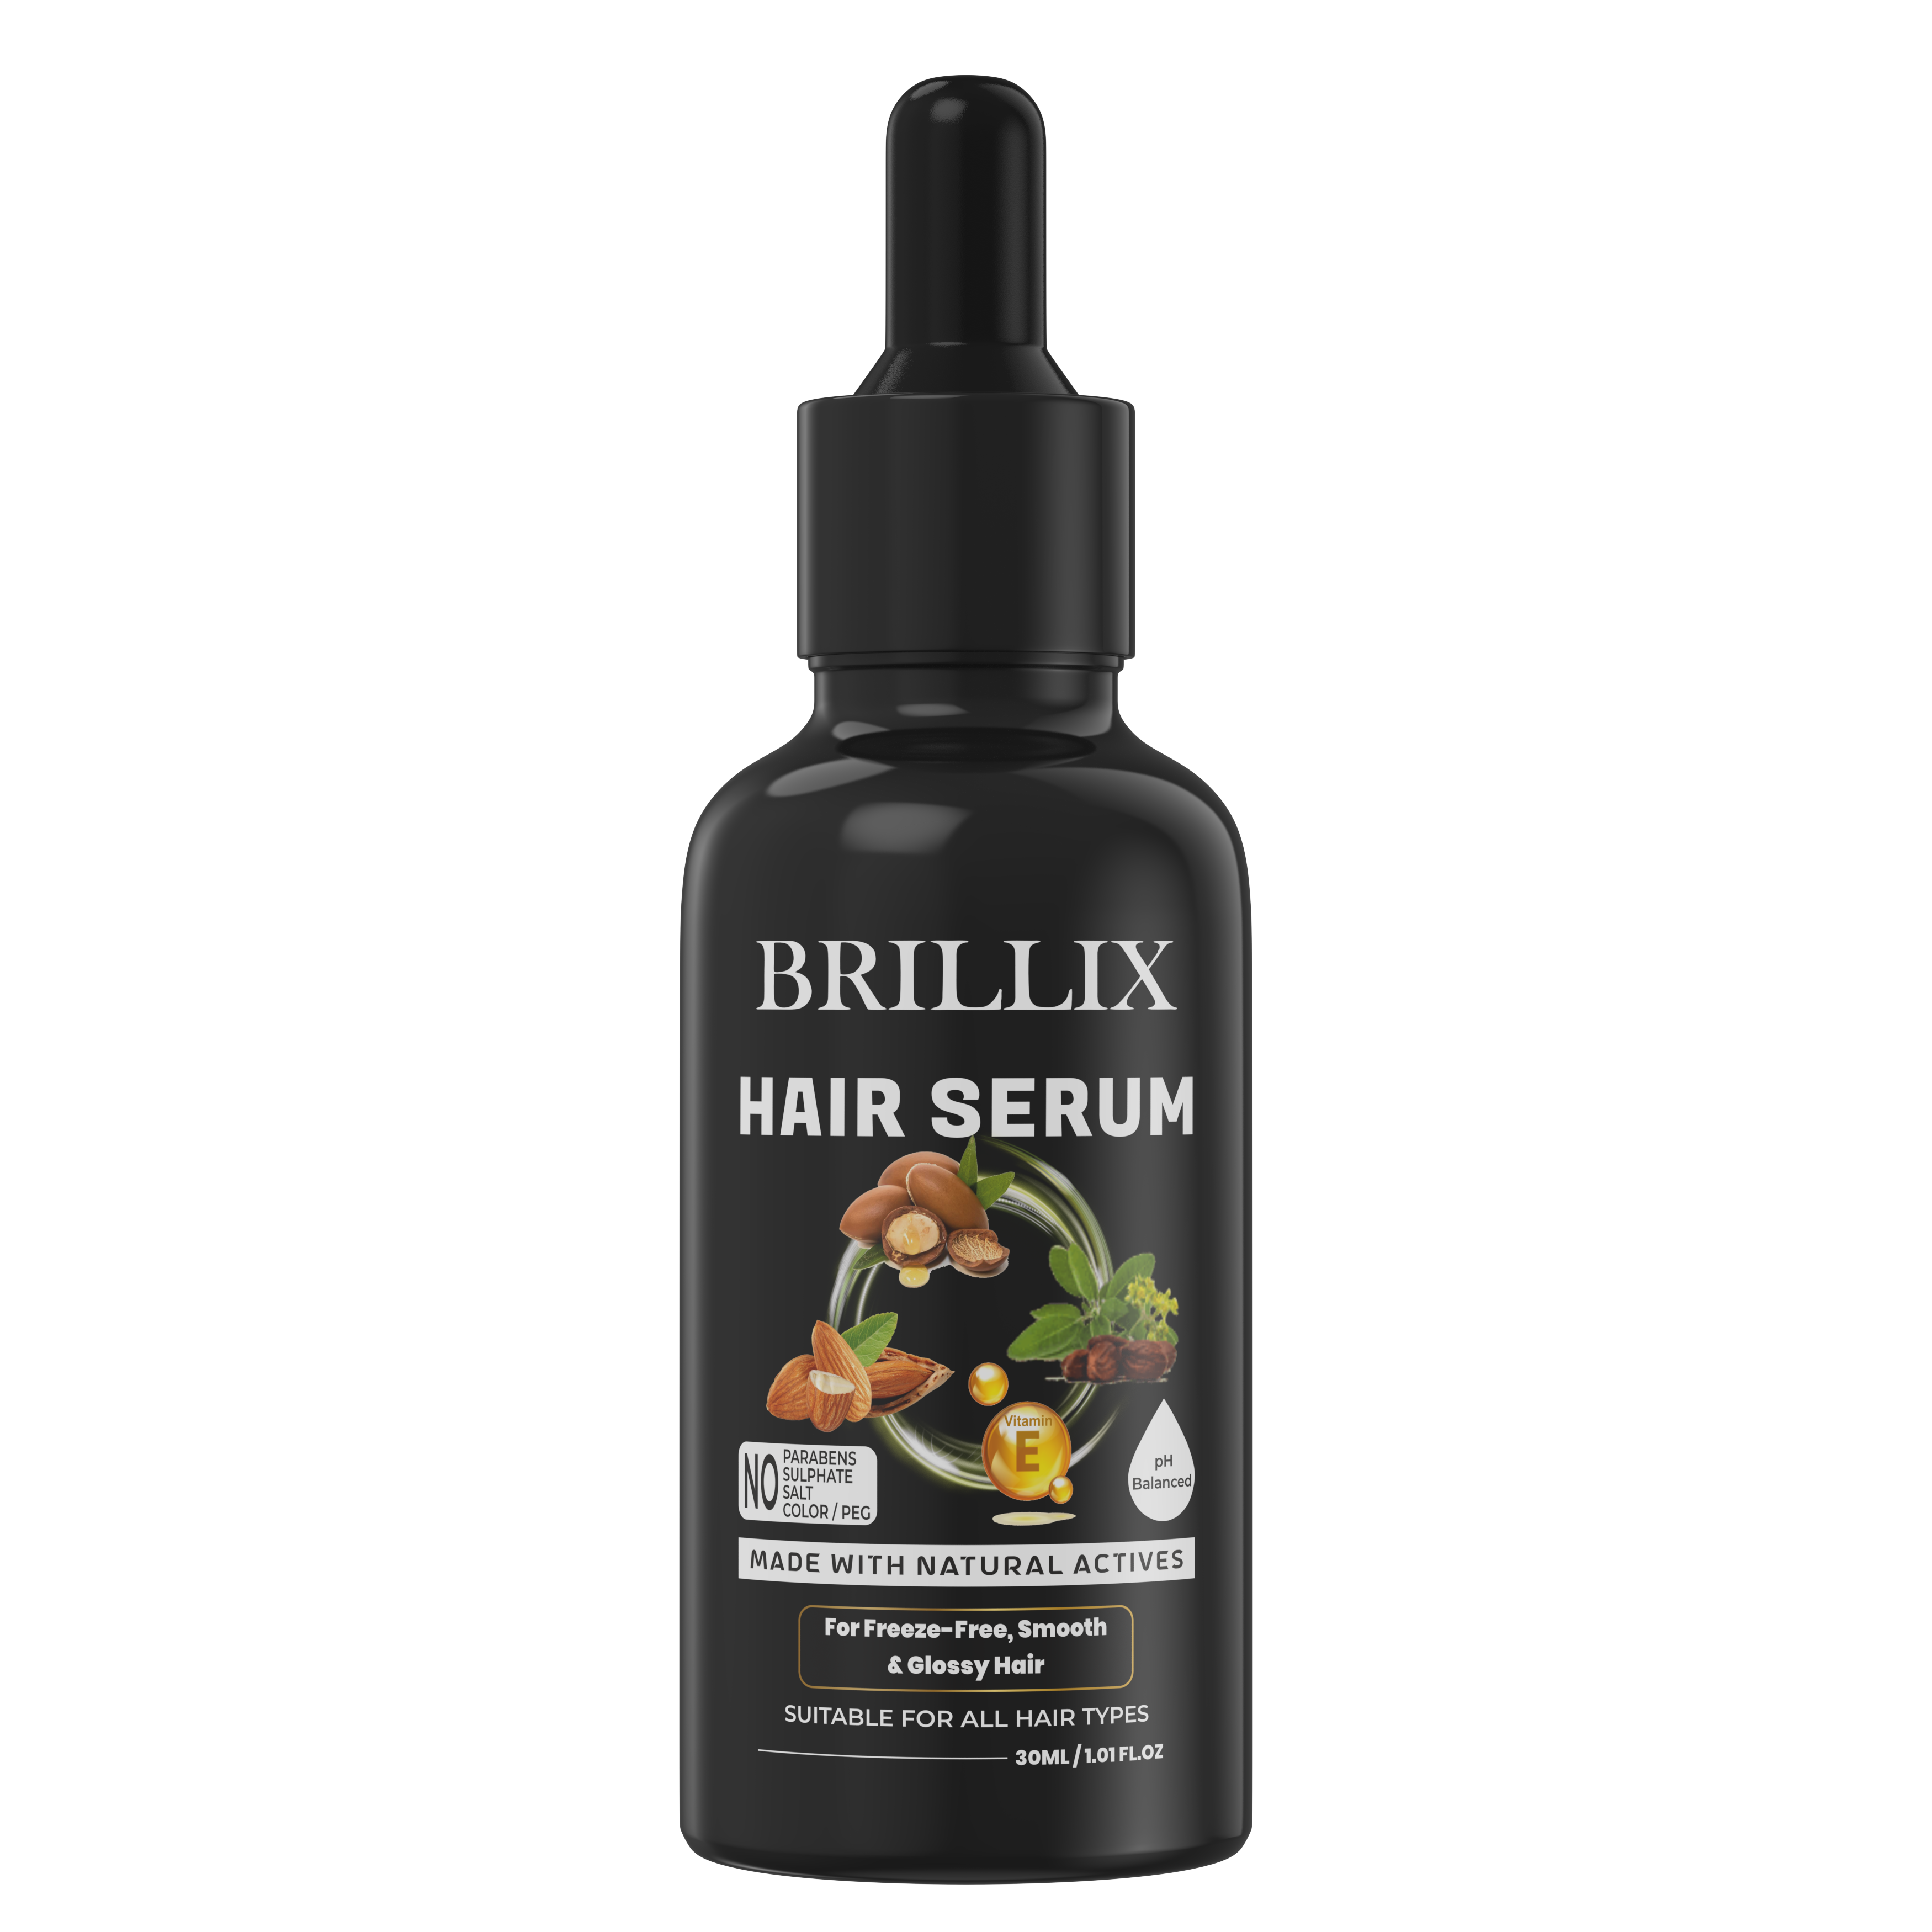 BRILLIX
HAIR SERUM
Vitamin
E
NO
PARABENS
SULPHATE
SALT
COLOR / PEG
pH
Balanced
MADE WITH NATURAL ACTIVES
For Freeze-Free, Smooth
& Glossy Hair
SUITABLE FOR ALL HAIR TYPES
30ML / 1.01 FL.OZ